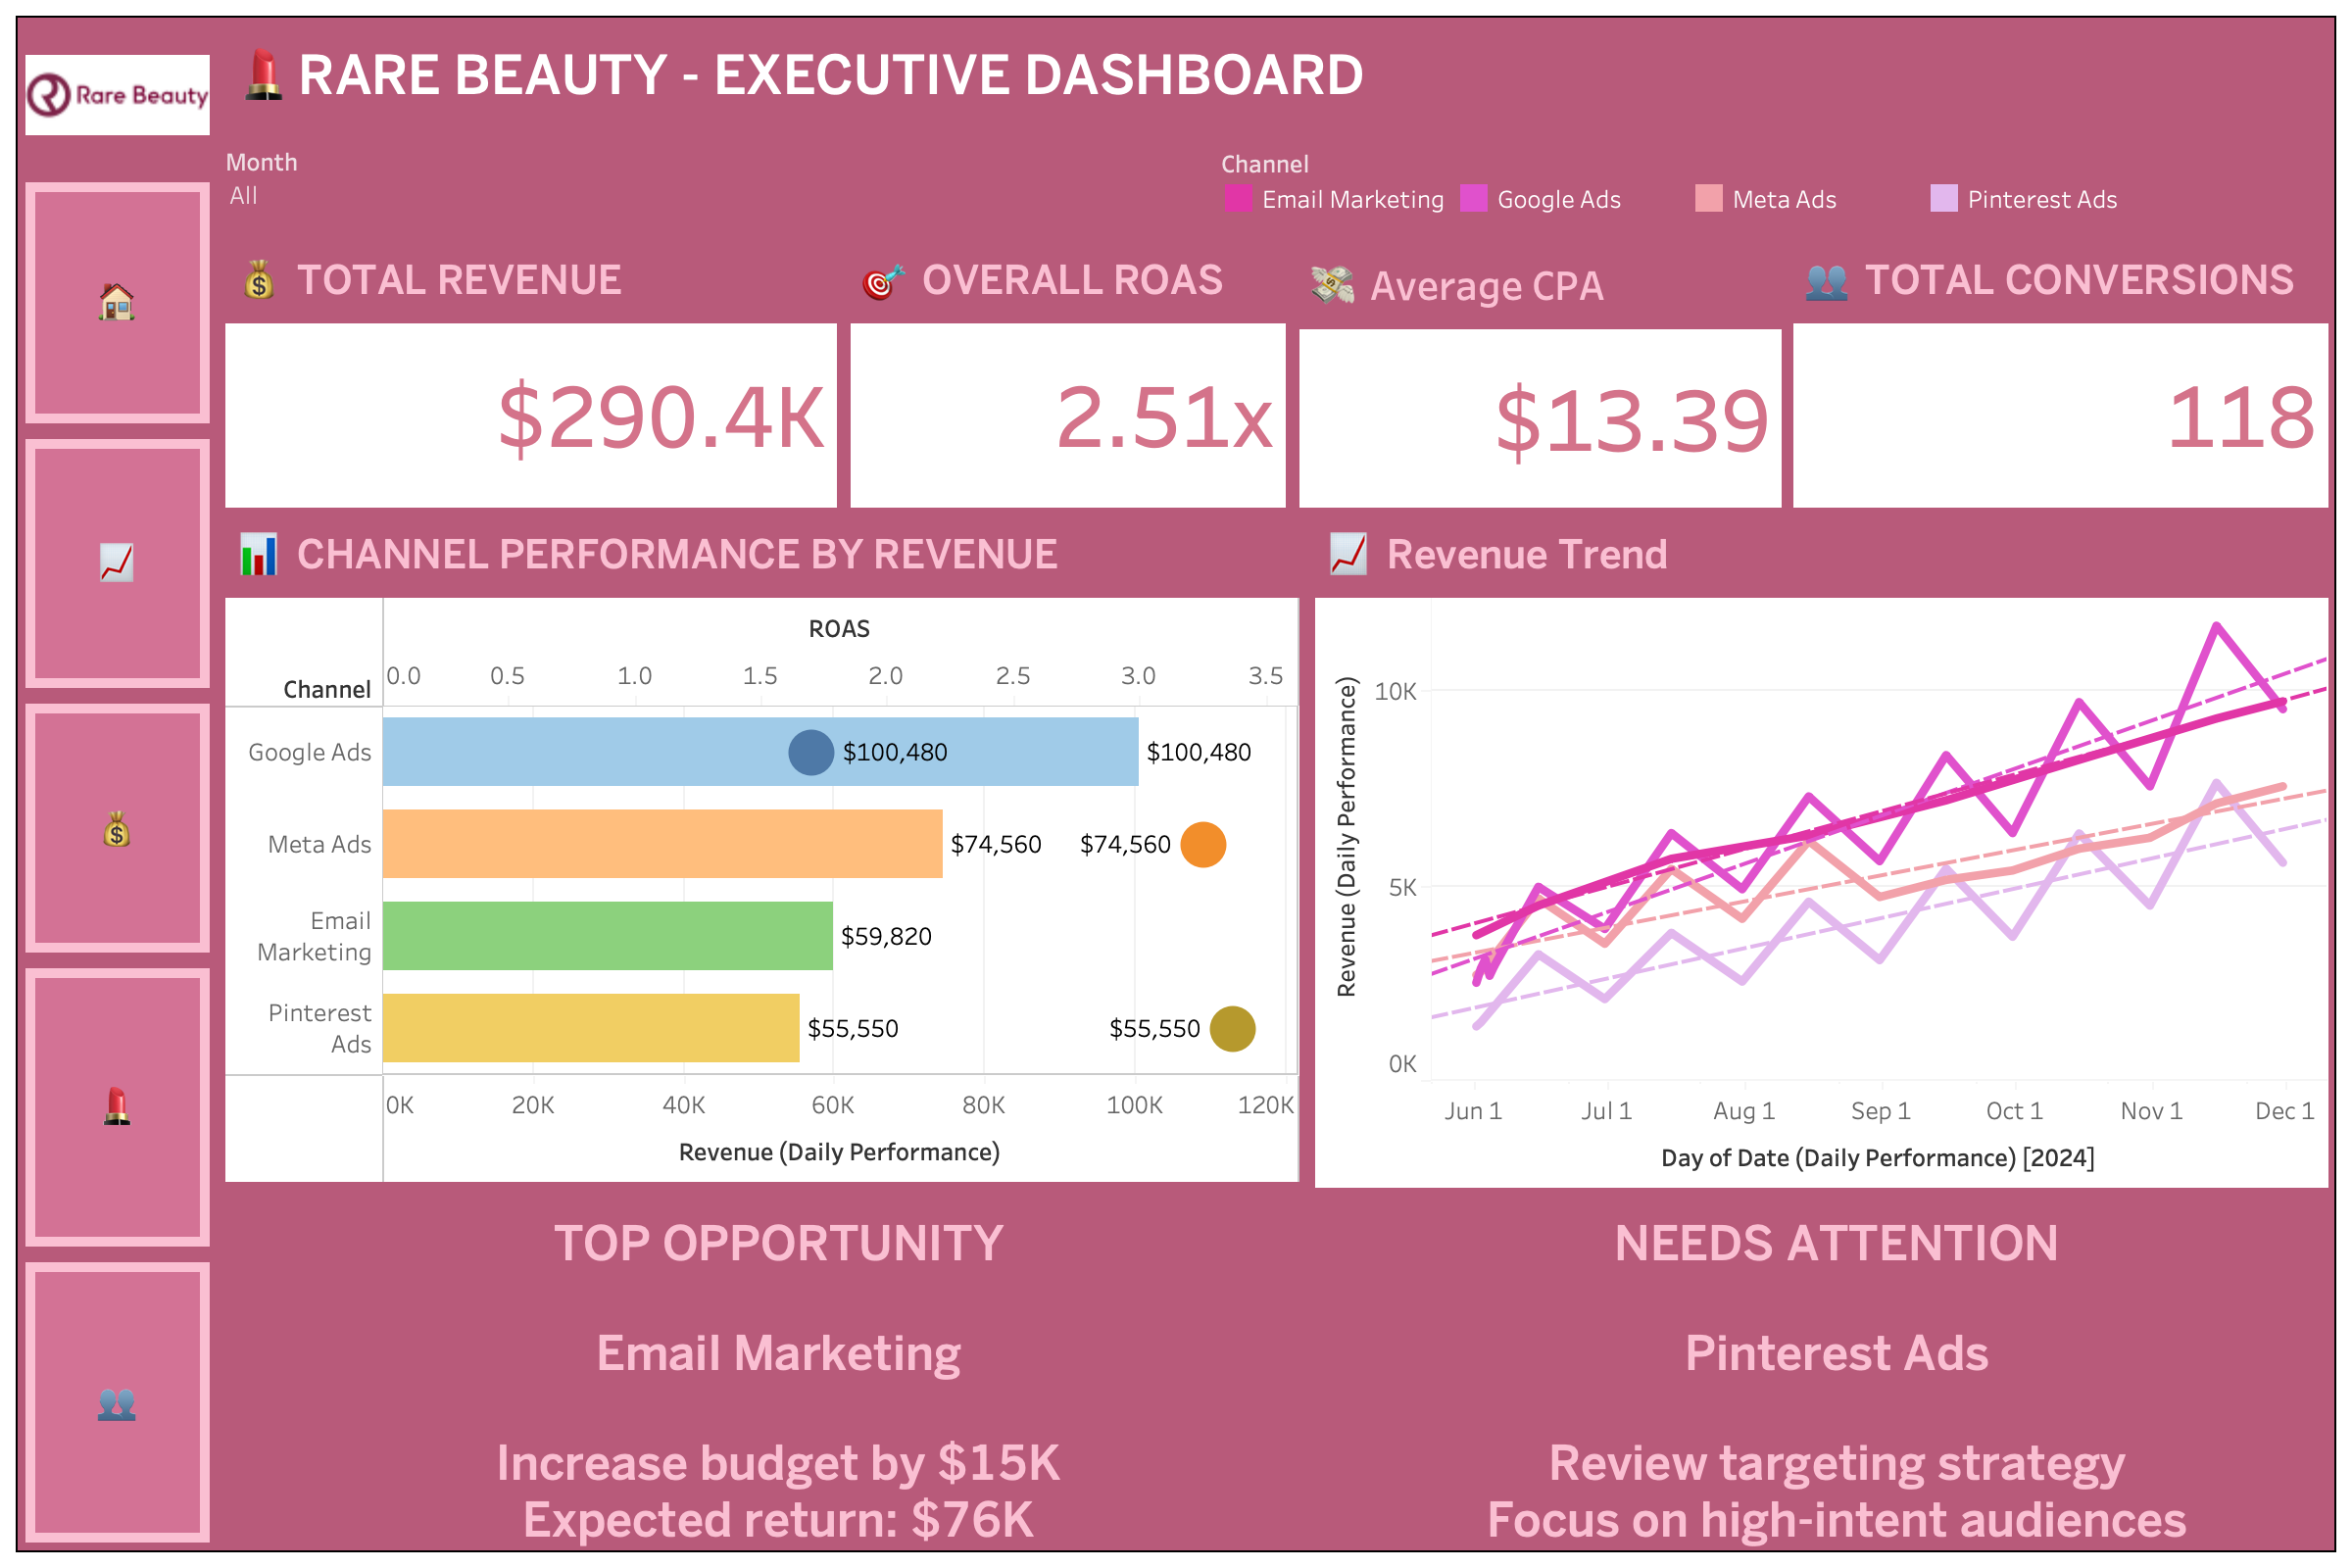 Rare Beauty
RARE BEAUTY - EXECUTIVE DASHBOARD
Month
All
Channel
Email Marketing
Google Ads
Meta Ads
Pinterest Ads
TOTAL REVENUE
$290.4K
OVERALL ROAS
2.51x
Average CPA
$13.39
TOTAL CONVERSIONS
118
CHANNEL PERFORMANCE BY REVENUE
ROAS
Channel
0.0 0.5 1.0 1.5 2.0 2.5 3.0 3.5
Google Ads $100,480 $100,480
Meta Ads $74,560 $74,560
Email
Marketing
$59,820
Pinterest
Ads
$55,550 $55,550
0K 20K 40K 60K 80K 100K 120K
Revenue (Daily Performance)
Revenue Trend
Revenue (Daily Performance)
10K
5K
0K
Jun 1 Jul 1 Aug 1 Sep 1 Oct 1 Nov 1 Dec 1
Day of Date (Daily Performance) [2024]
TOP OPPORTUNITY
Email Marketing
Increase budget by $15K
Expected return: $76K
NEEDS ATTENTION
Pinterest Ads
Review targeting strategy
Focus on high-intent audiences